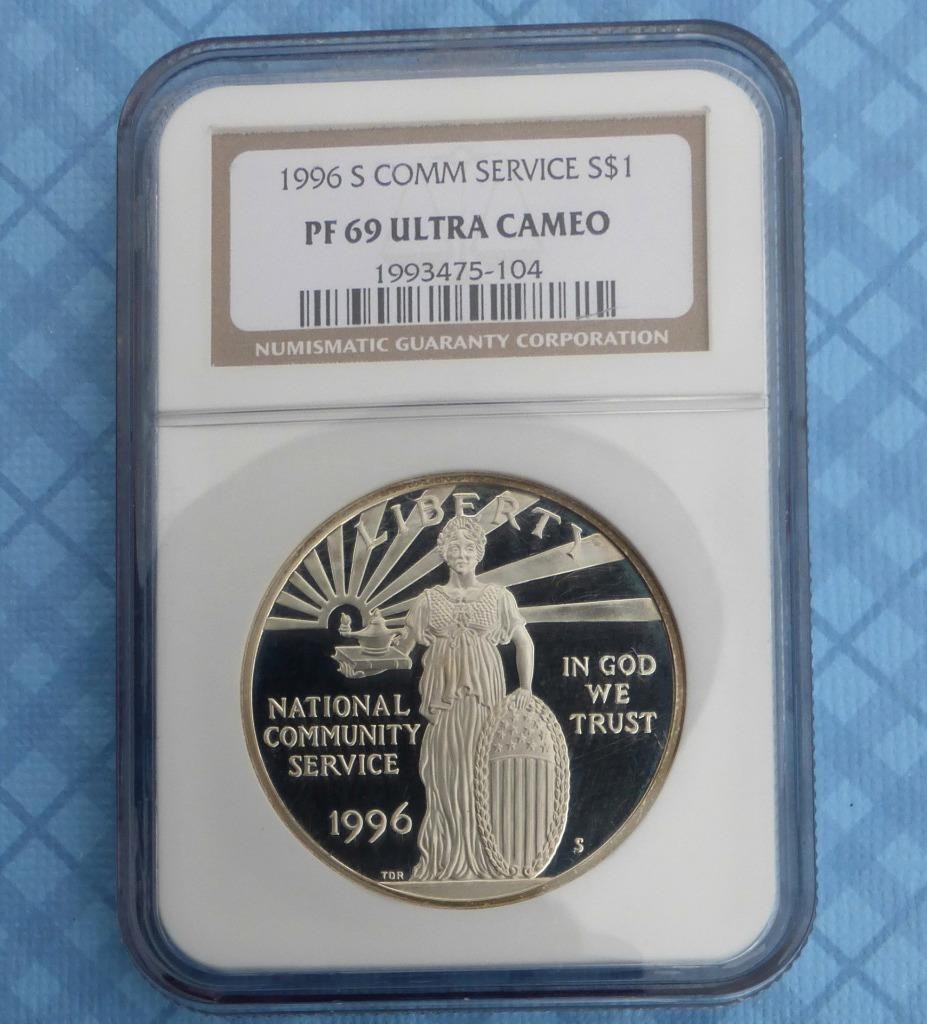 1996 S COMM SERVICE S$1
PF 69 ULTRA CAMEO
1993475-104
NUMISMATIC GUARANTY CORPORATION
LIBERTY
NATIONAL
COMMUNITY
SERVICE
1996
IN GOD
WE
TRUST
TDR
S